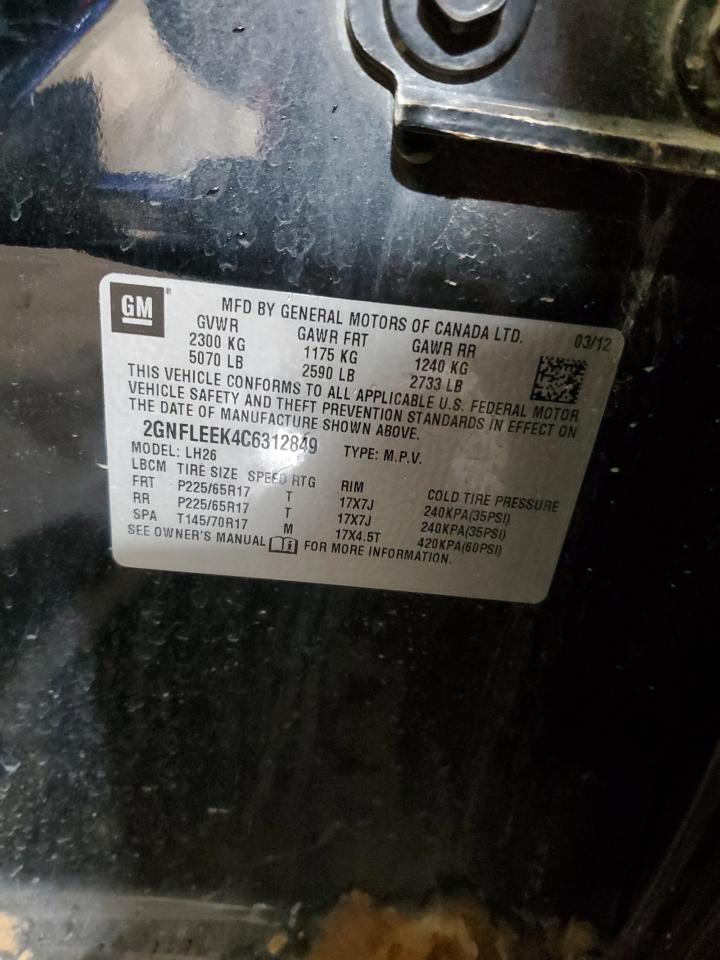 GM ®
MFD BY GENERAL MOTORS OF CANADA LTD. 03/12
GVWR GAWR FRT GAWR RR
2300 KG 1175 KG 1240 KG
5070 LB 2590 LB 2733 LB
THIS VEHICLE CONFORMS TO ALL APPLICABLE U.S. FEDERAL MOTOR
VEHICLE SAFETY AND THEFT PREVENTION STANDARDS IN EFFECT ON
THE DATE OF MANUFACTURE SHOWN ABOVE.
2GNFLEEK4C6312849 TYPE: M.P.V.
MODEL: LH26
LBCM TIRE SIZE SPEED RTG RIM COLD TIRE PRESSURE
FRT P225/65R17 T 17X7J 240KPA(35PSI)
RR P225/65R17 T 17X7J 240KPA(35PSI)
SPA T145/70R17 M 17X4.5T 420KPA(60PSI)
SEE OWNER'S MANUAL FOR MORE INFORMATION.